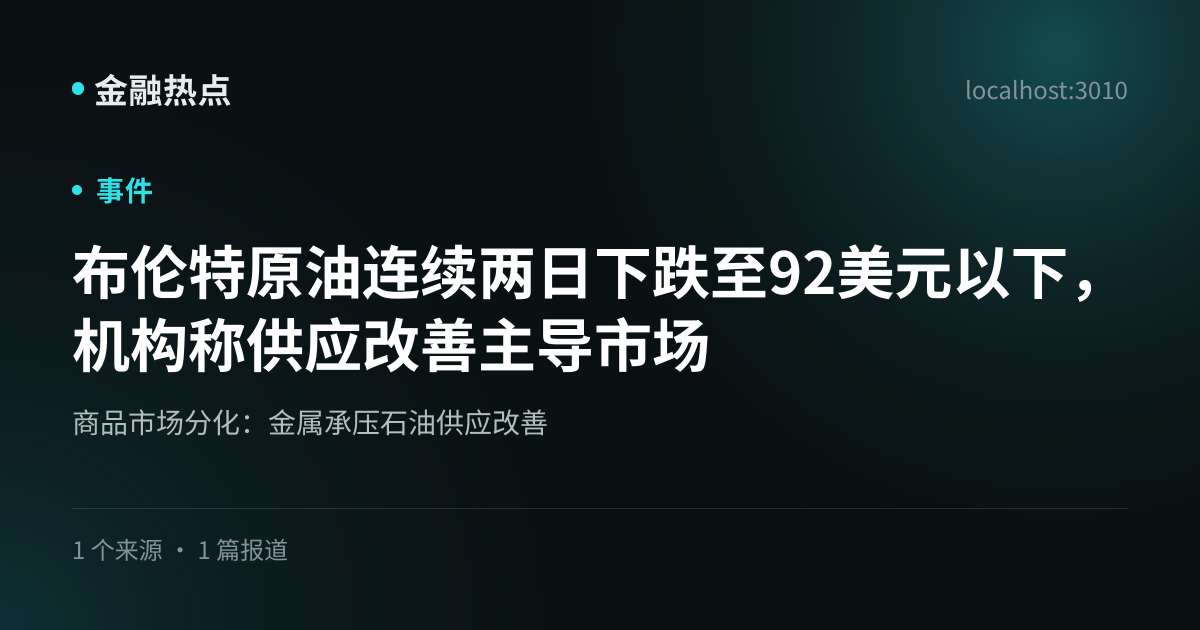 金融热点
localhost:3010
事件
布伦特原油连续两日下跌至92美元以下，
机构称供应改善主导市场
商品市场分化：金属承压石油供应改善
1 个来源 · 1 篇报道